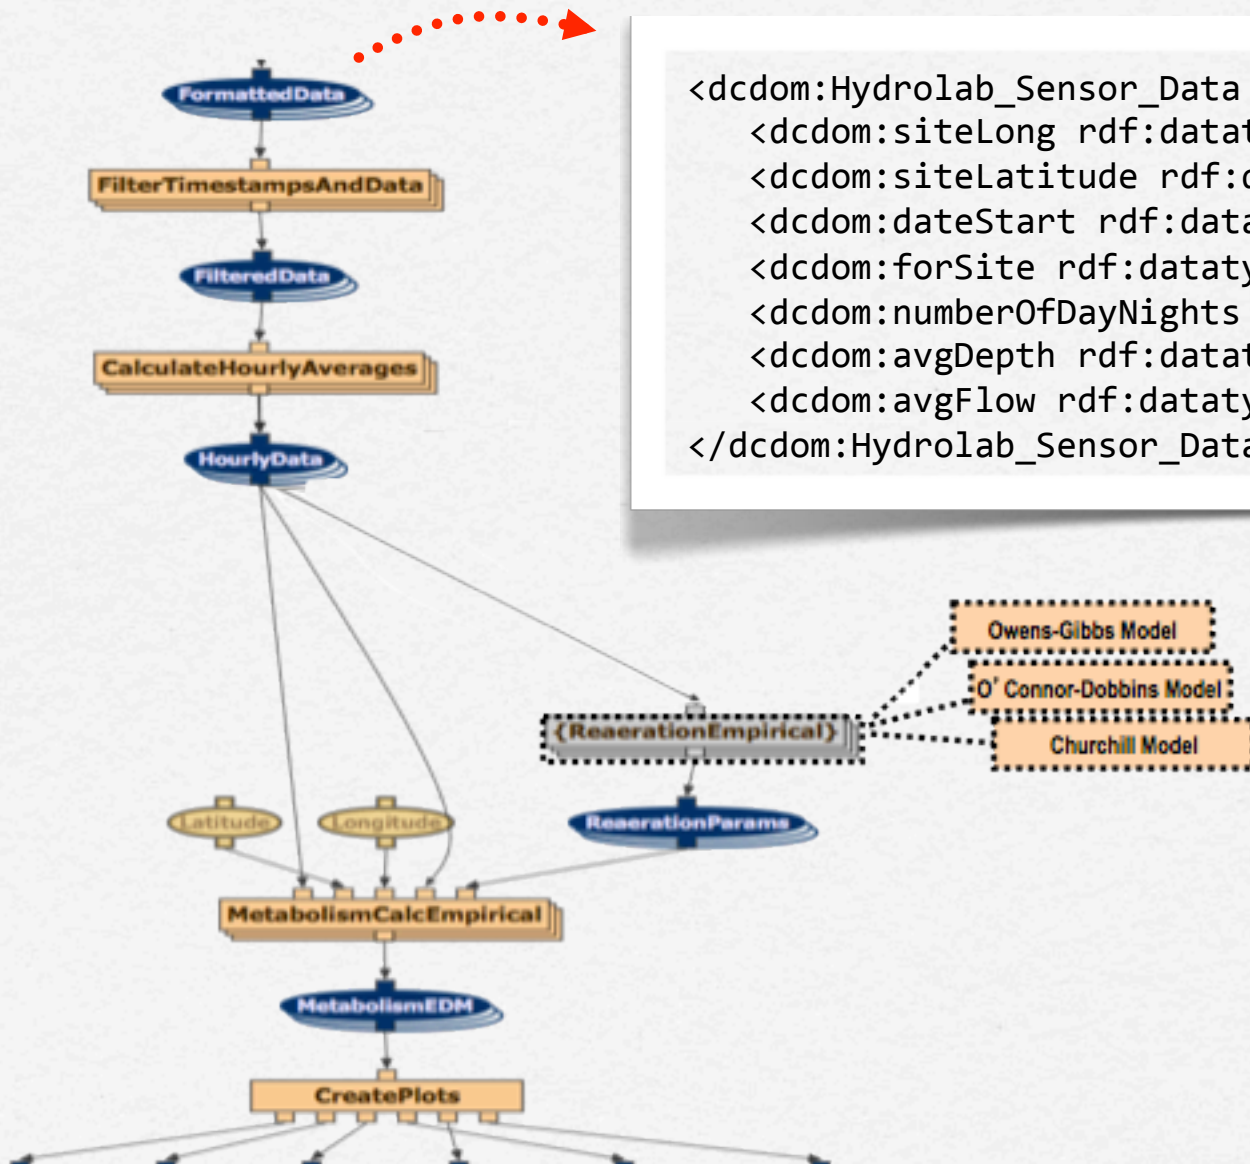 FormattedData
FilterTimestampsAndData
FilteredData
CalculateHourlyAverages
HourlyData
<dcdom:Hydrolab_Sensor_Data
<dcdom:siteLong rdf:datat
<dcdom:siteLatitude rdf:d
<dcdom:dateStart rdf:data
<dcdom:forSite rdf:dataty
<dcdom:numberOfDayNights
<dcdom:avgDepth rdf:datat
<dcdom:avgFlow rdf:dataty
</dcdom:Hydrolab_Sensor_Data
Owens-Gibbs Model
O' Connor-Dobbins Model
Churchill Model
{ReaerationEmpirical}
Latitude
Longitude
ReaerationParams
MetabolismCalcEmpirical
MetabolismEDM
CreatePlots